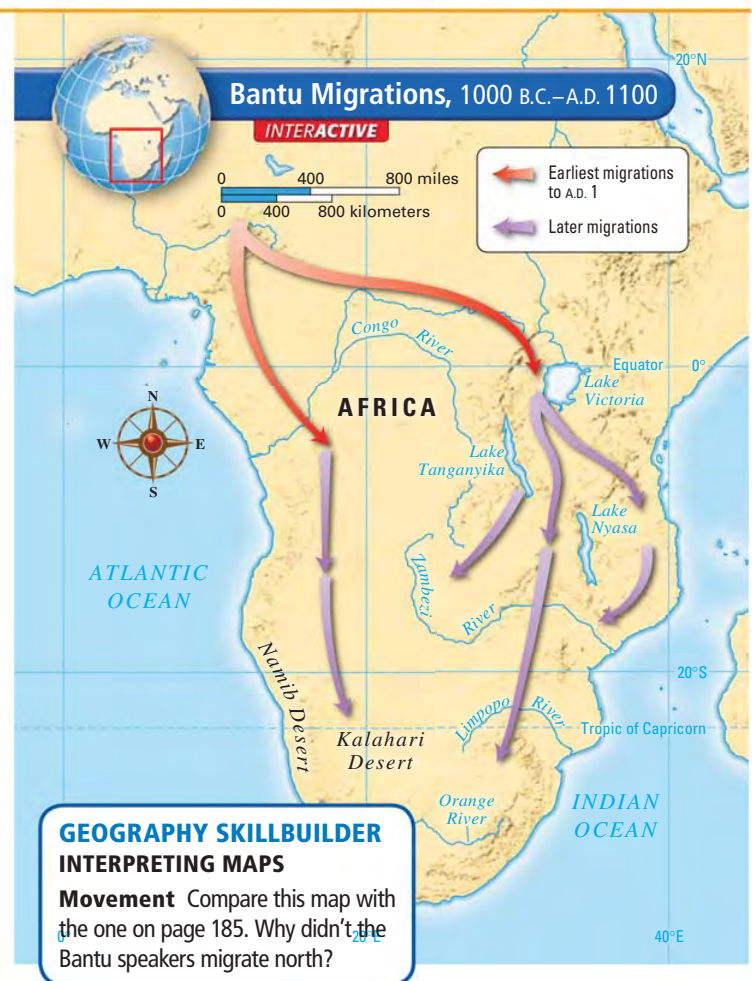 Bantu Migrations, 1000 B.C.–A.D. 1100
INTERACTIVE
0 400 800 miles
0 400 800 kilometers
Earliest migrations
to A.D. 1
Later migrations
20°N
Congo
River
Equator 0°
Lake
Victoria
AFRICA
N
W E
S
Lake
Tanganyika
Lake
Nyasa
ATLANTIC
OCEAN
Zambezi
River
Namib Desert
20°S
Limpopo River
Tropic of Capricorn
Kalahari
Desert
Orange
River
INDIAN
OCEAN
GEOGRAPHY SKILLBUILDER
INTERPRETING MAPS
Movement Compare this map with
the one on page 185. Why didn't the
Bantu speakers migrate north?
0° 20°E 40°E